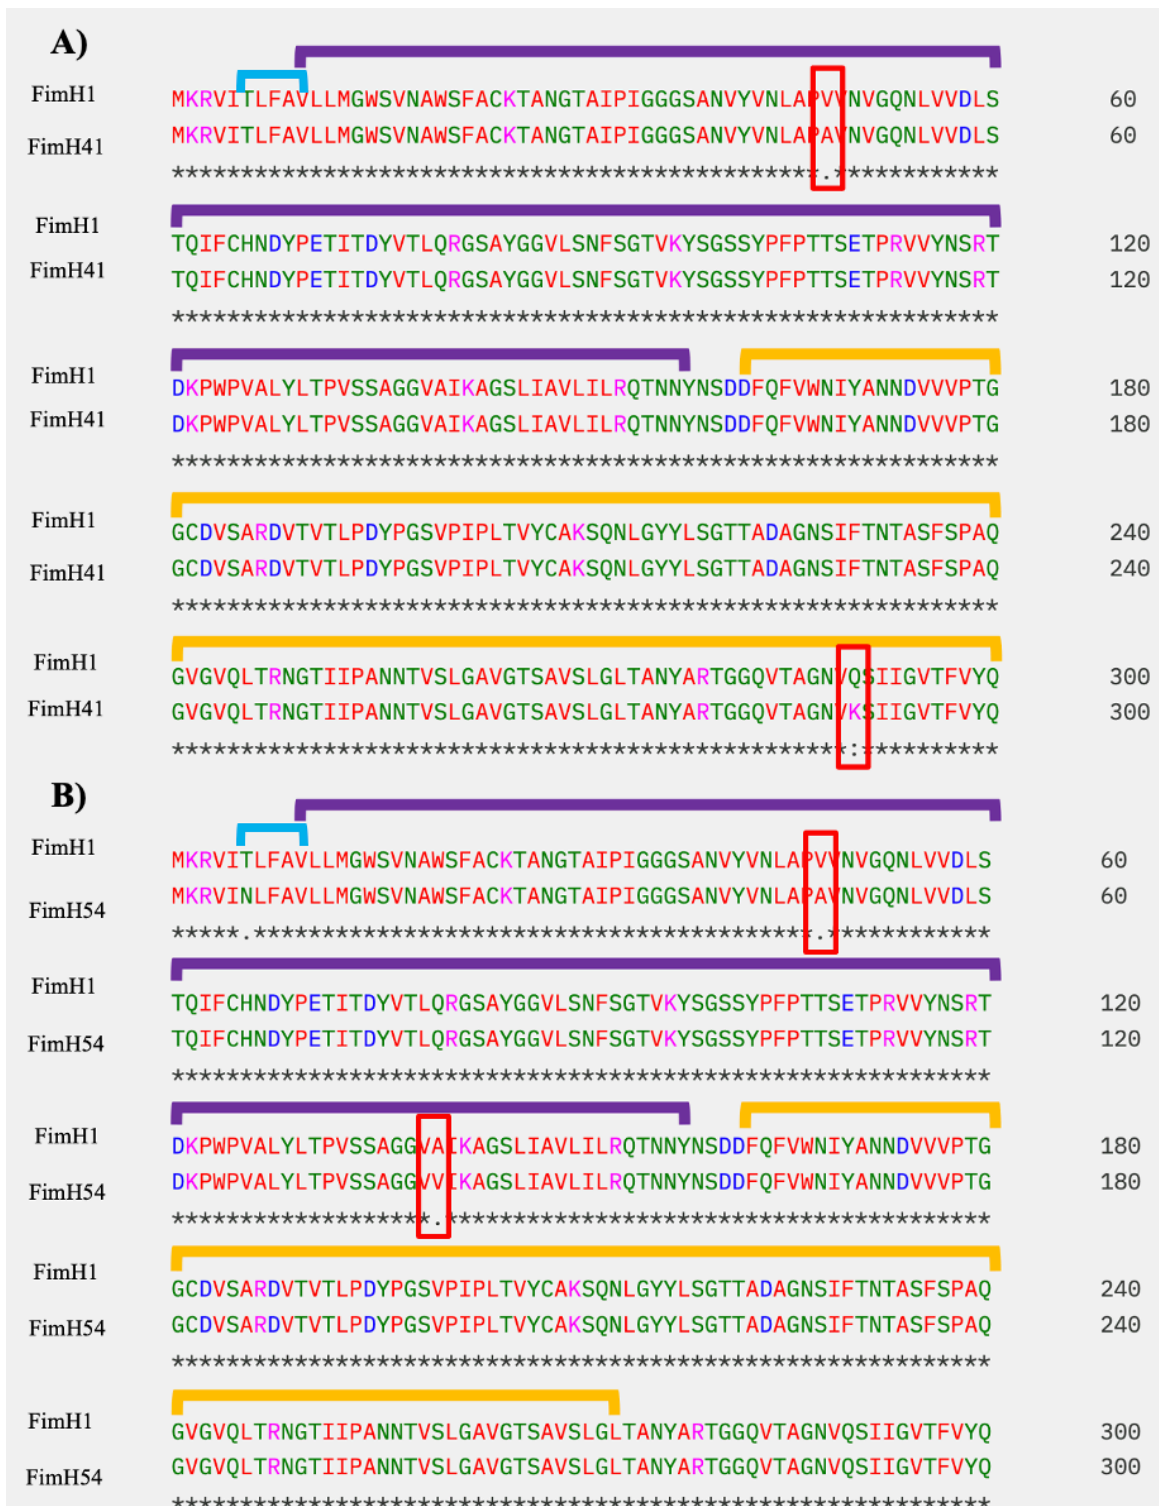 A)
FimH1 MKRVITLFAVLLMGWSVNAWSFACKTANGTAIPIGGGSANVYVNLAPVVNVGQNLVVDLS 60
FimH41 MKRVITLFAVLLMGWSVNAWSFACKTANGTAIPIGGGSANVYVNLAPAVNVGQNLVVDLS 60
***********************************************.************
FimH1 TQIFCHNDYPETITDYVTLQRGSAYGGVLSNFSGTVKYSGSSYPFPTTSETPRVVYNSRT 120
FimH41 TQIFCHNDYPETITDYVTLQRGSAYGGVLSNFSGTVKYSGSSYPFPTTSETPRVVYNSRT 120
************************************************************
FimH1 DKPWPVALYLTPVSSAGGVAIKAGSLIAVLILRQTNNYNSDDFQFVWNIYANNDVVVPTG 180
FimH41 DKPWPVALYLTPVSSAGGVAIKAGSLIAVLILRQTNNYNSDDFQFVWNIYANNDVVVPTG 180
************************************************************
FimH1 GCDVSARDVTVTLPDYPGSVPIPLTVYCAKSQNLGYYLSGTTADAGNSIFTNTASFSPAQ 240
FimH41 GCDVSARDVTVTLPDYPGSVPIPLTVYCAKSQNLGYYLSGTTADAGNSIFTNTASFSPAQ 240
************************************************************
FimH1 GVGVQLTRNGTIIPANNTVSLGAVGTSAVSLGLTANYARTGGQVTAGNVQSIIGVTFVYQ 300
FimH41 GVGVQLTRNGTIIPANNTVSLGAVGTSAVSLGLTANYARTGGQVTAGNVKSIIGVTFVYQ 300
*************************************************:**********
B)
FimH1 MKRVITLFAVLLMGWSVNAWSFACKTANGTAIPIGGGSANVYVNLAPVVNVGQNLVVDLS 60
FimH54 MKRVINLFAVLLMGWSVNAWSFACKTANGTAIPIGGGSANVYVNLAPAVNVGQNLVVDLS 60
*****.*****************************************.************
FimH1 TQIFCHNDYPETITDYVTLQRGSAYGGVLSNFSGTVKYSGSSYPFPTTSETPRVVYNSRT 120
FimH54 TQIFCHNDYPETITDYVTLQRGSAYGGVLSNFSGTVKYSGSSYPFPTTSETPRVVYNSRT 120
************************************************************
FimH1 DKPWPVALYLTPVSSAGGVAIKAGSLIAVLILRQTNNYNSDDFQFVWNIYANNDVVVPTG 180
FimH54 DKPWPVALYLTPVSSAGGVVIKAGSLIAVLILRQTNNYNSDDFQFVWNIYANNDVVVPTG 180
*******************.****************************************
FimH1 GCDVSARDVTVTLPDYPGSVPIPLTVYCAKSQNLGYYLSGTTADAGNSIFTNTASFSPAQ 240
FimH54 GCDVSARDVTVTLPDYPGSVPIPLTVYCAKSQNLGYYLSGTTADAGNSIFTNTASFSPAQ 240
************************************************************
FimH1 GVGVQLTRNGTIIPANNTVSLGAVGTSAVSLGLTANYARTGGQVTAGNVQSIIGVTFVYQ 300
FimH54 GVGVQLTRNGTIIPANNTVSLGAVGTSAVSLGLTANYARTGGQVTAGNVQSIIGVTFVYQ 300
************************************************************